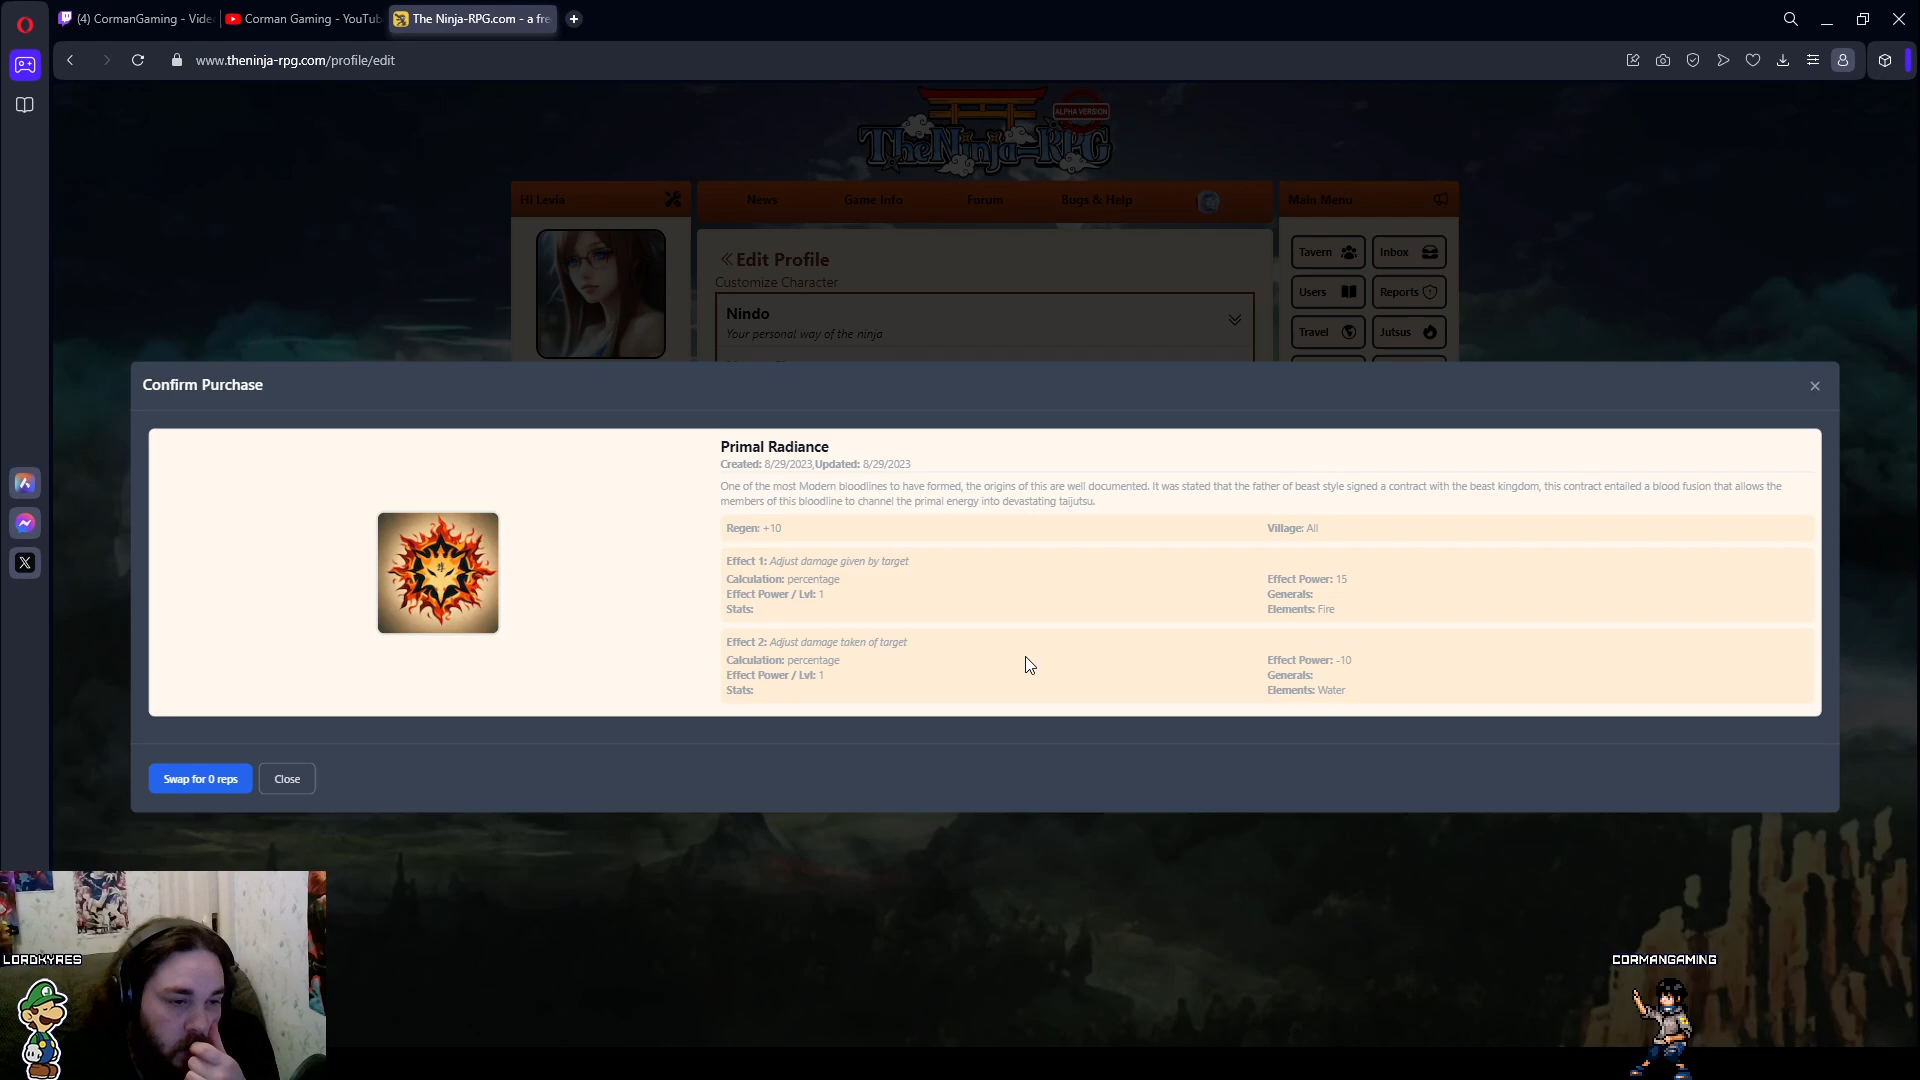 (4) CormanGaming - Vide
Corman Gaming - YouTub
The Ninja-RPG.com - a fre
www.theninja-rpg.com/profile/edit
ALPHA VERSION
TheNinja-RPG
Hi Levia
News
Game Info
Forum
Bugs & Help
Main Menu
Edit Profile
Customize Character
Nindo
Your personal way of the ninja
Tavern
Inbox
Users
Reports
Travel
Jutsus
Confirm Purchase
Primal Radiance
Created: 8/29/2023,Updated: 8/29/2023
One of the most Modern bloodlines to have formed, the origins of this are well documented. It was stated that the father of beast style signed a contract with the beast kingdom, this contract entailed a blood fusion that allows the
members of this bloodline to channel the primal energy into devastating taijutsu.
Regen: +10
Village: All
Effect 1: Adjust damage given by target
Calculation: percentage
Effect Power: 15
Effect Power / Lvl: 1
Generals:
Stats:
Elements: Fire
Effect 2: Adjust damage taken of target
Calculation: percentage
Effect Power: -10
Effect Power / Lvl: 1
Generals:
Stats:
Elements: Water
Swap for 0 reps
Close
LORDKYRES
CORMANGAMING